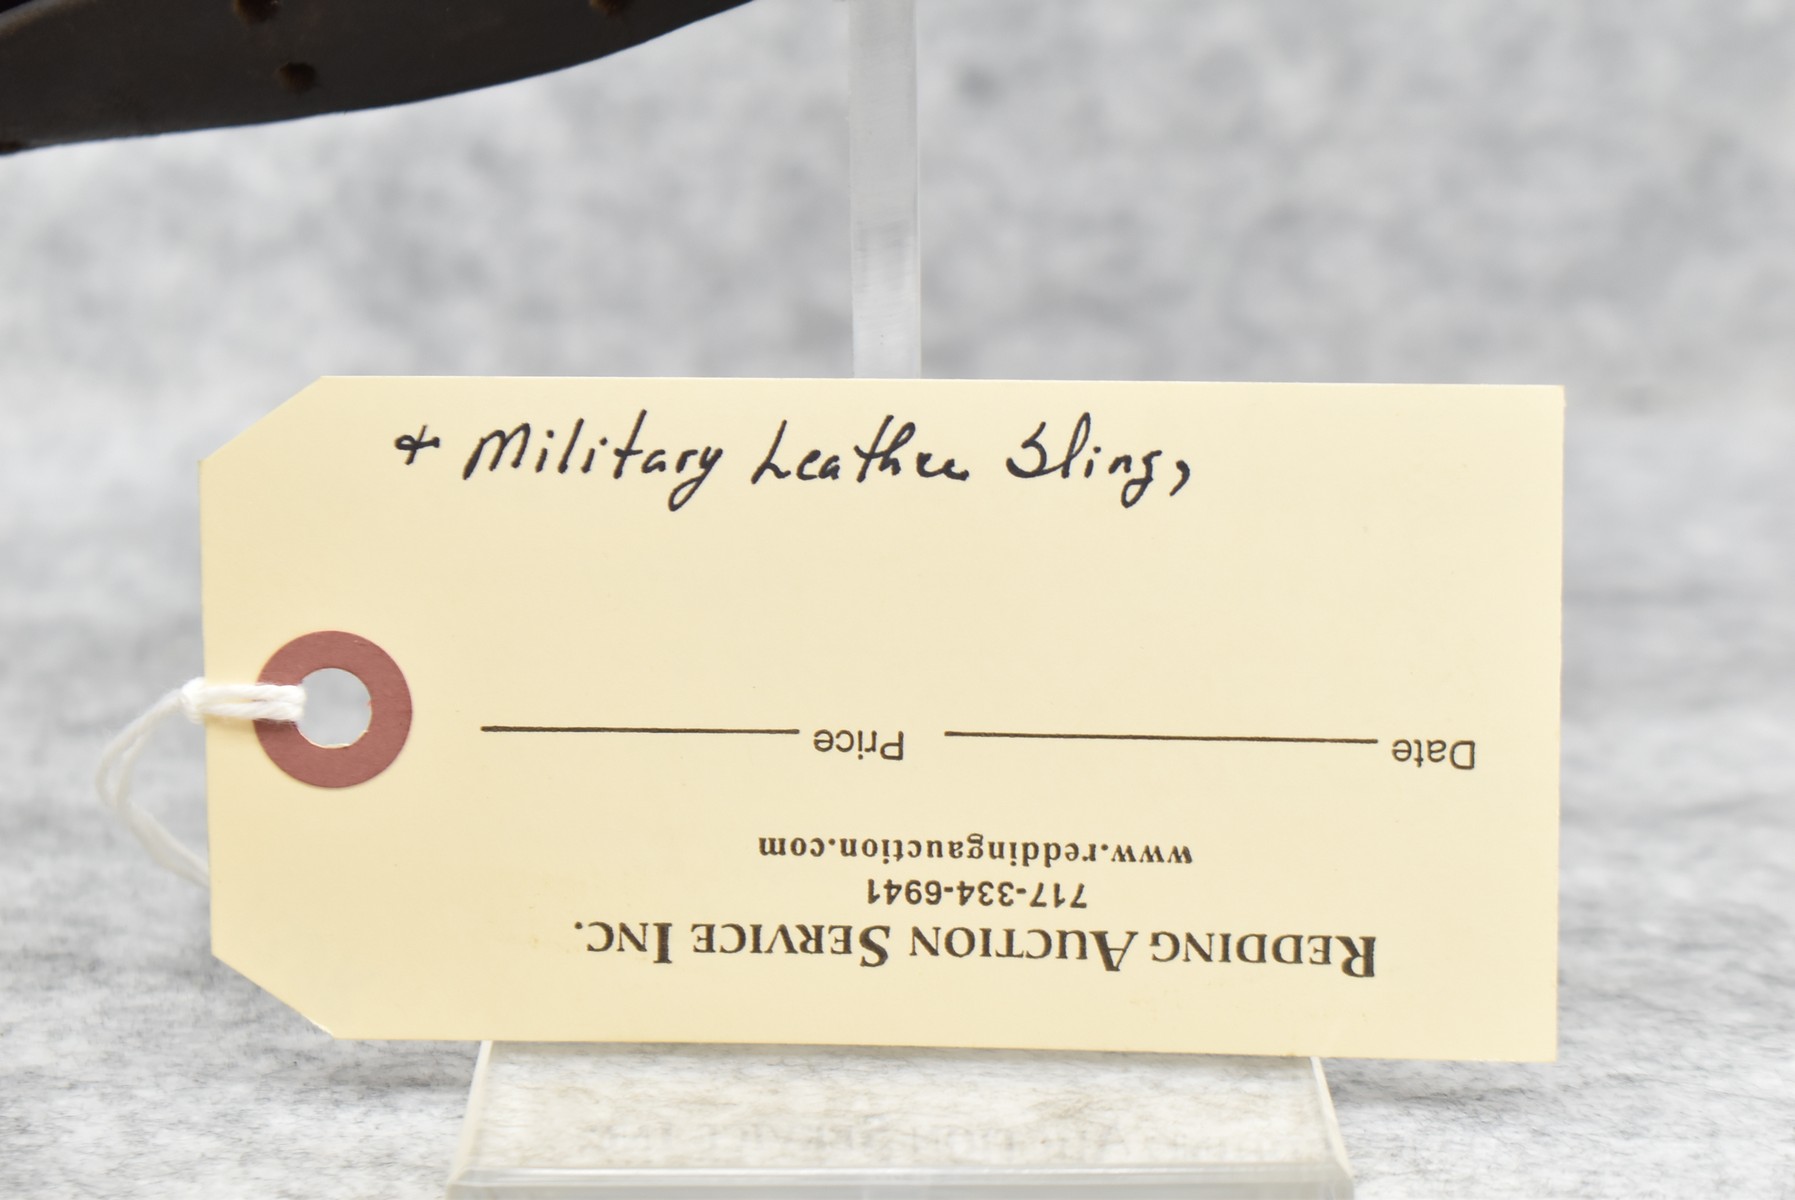 + Military Leather Sling,
REDDING AUCTION SERVICE INC.
717-334-6941
www.reddingauction.com
Date Price